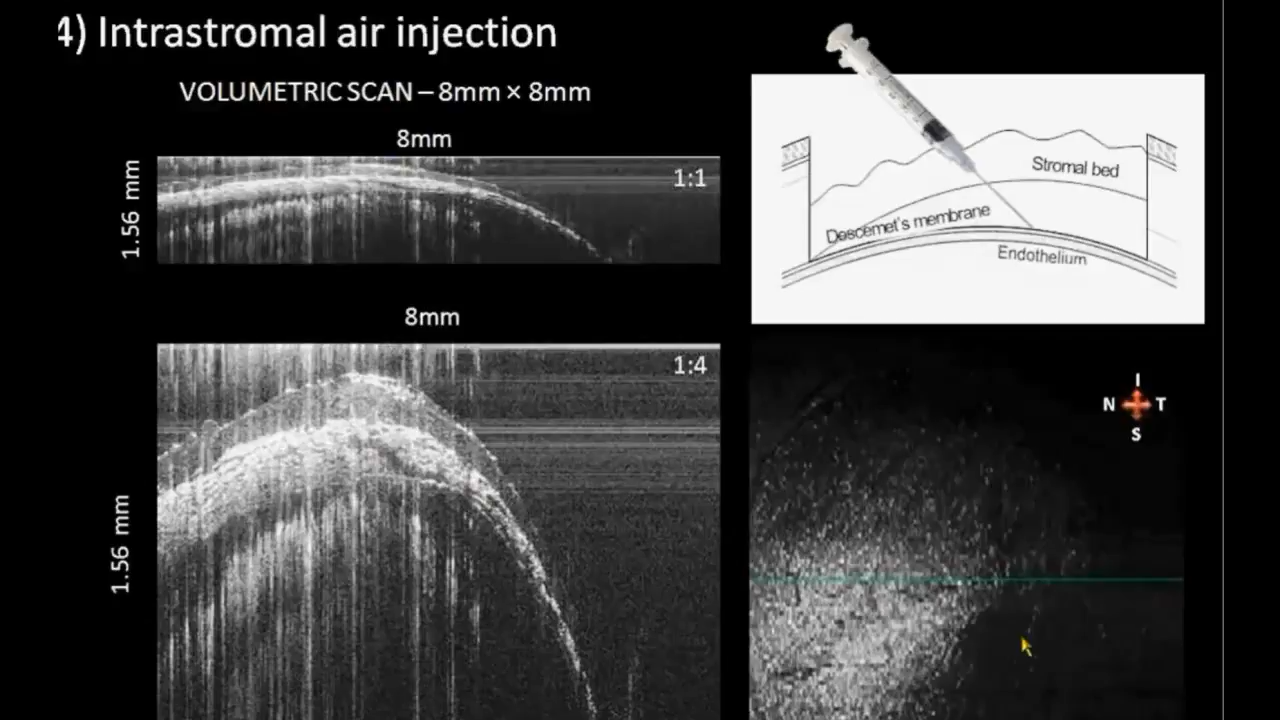 4) Intrastromal air injection
VOLUMETRIC SCAN – 8mm × 8mm
8mm
1.56 mm
1:1
8mm
1.56 mm
1:4
Stromal bed
Descemet's membrane
Endothelium
I
N T
S